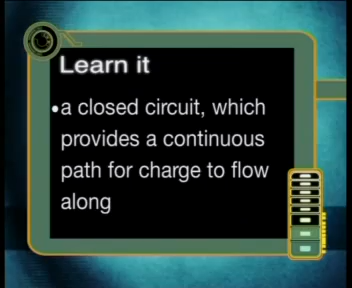 Learn it
•a closed circuit, which
provides a continuous
path for charge to flow
along